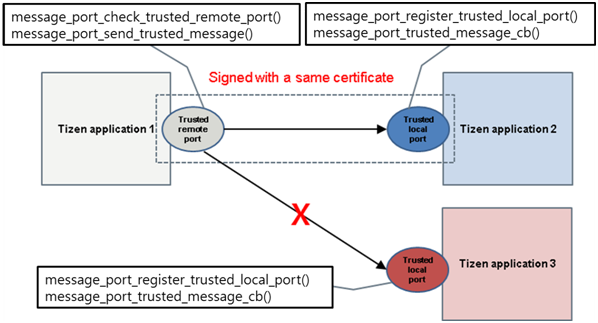 message_port_check_trusted_remote_port()
message_port_send_trusted_message()
message_port_register_trusted_local_port()
message_port_trusted_message_cb()
Signed with a same certificate
Tizen application 1
Trusted
remote
port
Trusted
local
port
Tizen application 2
X
Trusted
local
port
Tizen application 3
message_port_register_trusted_local_port()
message_port_trusted_message_cb()